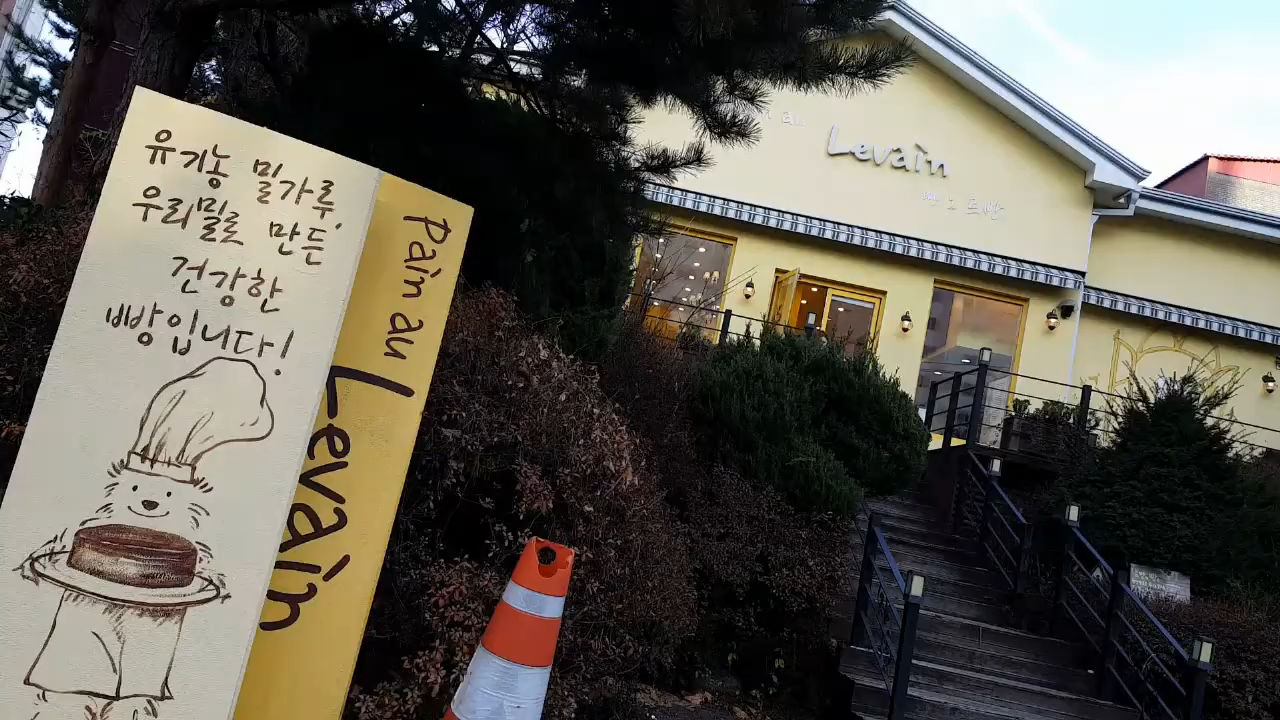 유기농 밀가루,
우리밀로 만든
건강한
빵입니다!
Pain au Levain
au
Levain